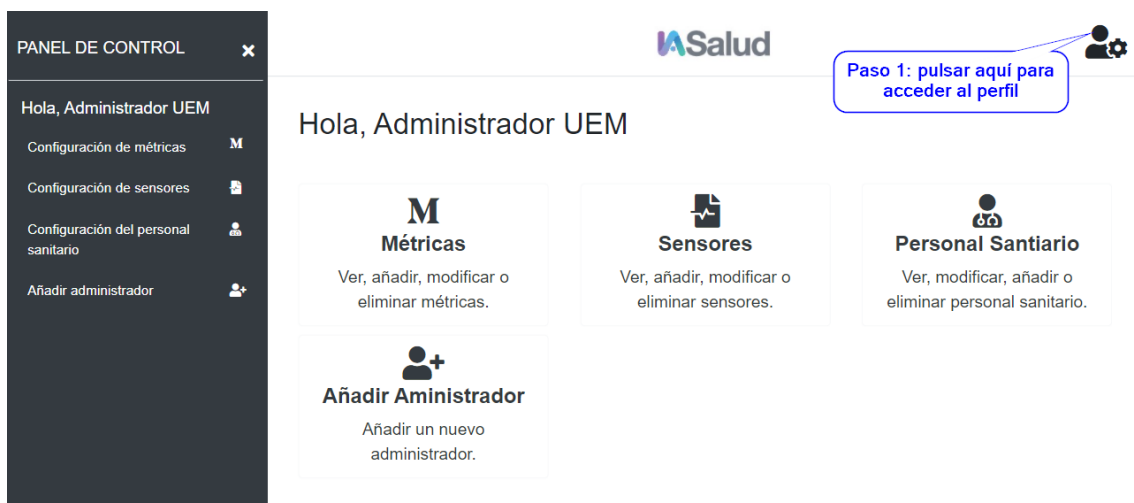 PANEL DE CONTROL
Hola, Administrador UEM
Configuración de métricas
Configuración de sensores
Configuración del personal
sanitario
Añadir administrador
IASalud
Paso 1: pulsar aquí para
acceder al perfil
Hola, Administrador UEM
M
Métricas
Ver, añadir, modificar o
eliminar métricas.
Sensores
Ver, añadir, modificar o
eliminar sensores.
Personal Santiario
Ver, modificar, añadir o
eliminar personal sanitario.
Añadir Aministrador
Añadir un nuevo
administrador.